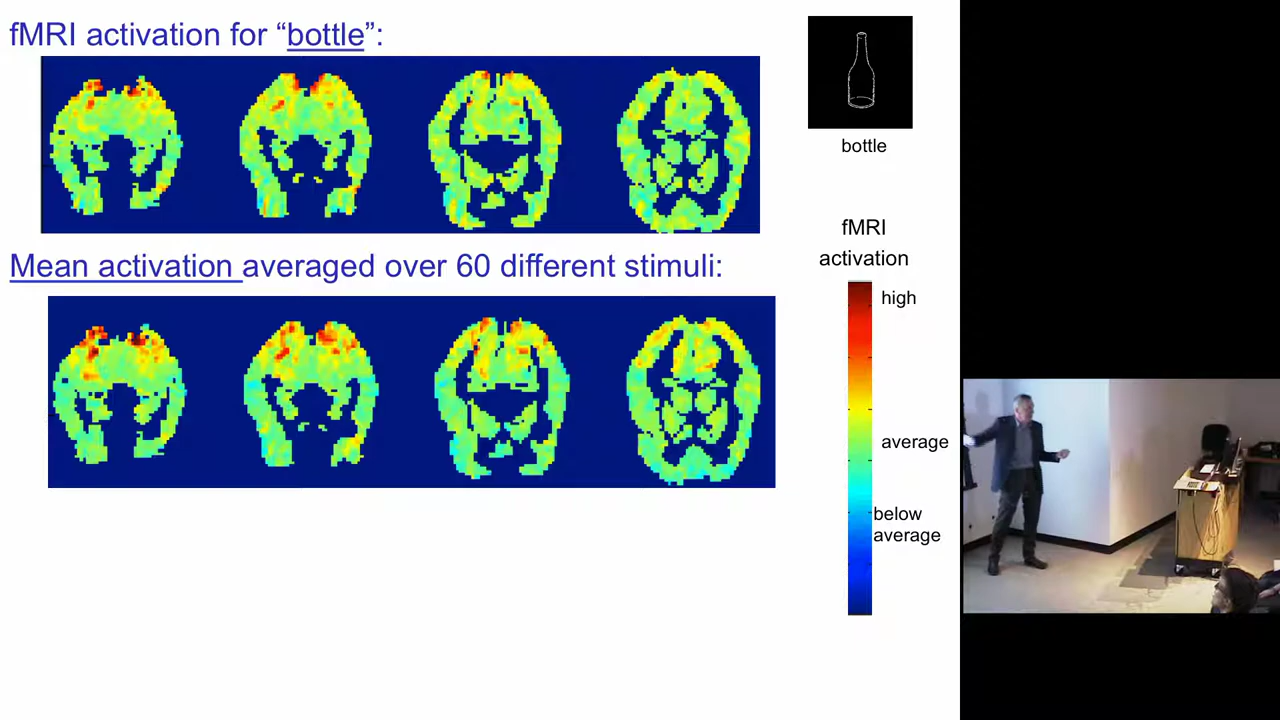 fMRI activation for “bottle”:
bottle
fMRI
activation
Mean activation averaged over 60 different stimuli:
high
average
below
average